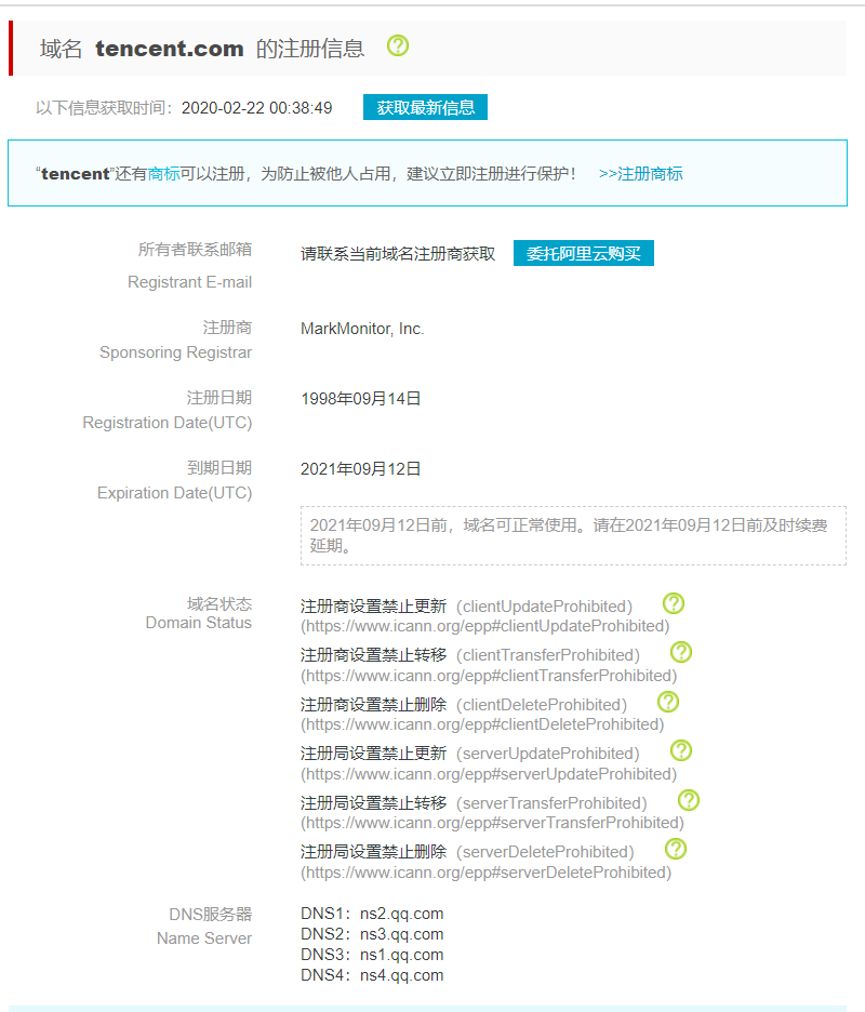 域名 tencent.com 的注册信息
以下信息获取时间：2020-02-22 00:38:49 获取最新信息
“tencent”还有商标可以注册，为防止被他人占用，建议立即注册进行保护！ >>注册商标
所有者联系邮箱 请联系当前域名注册商获取 委托阿里云购买
Registrant E-mail
注册商 MarkMonitor, Inc.
Sponsoring Registrar
注册日期 1998年09月14日
Registration Date(UTC)
到期日期 2021年09月12日
Expiration Date(UTC)
2021年09月12日前，域名可正常使用。请在2021年09月12日前及时续费
延期。
域名状态 注册商设置禁止更新（clientUpdateProhibited）
Domain Status (https://www.icann.org/epp#clientUpdateProhibited)
注册商设置禁止转移（clientTransferProhibited）
(https://www.icann.org/epp#clientTransferProhibited)
注册商设置禁止删除（clientDeleteProhibited）
(https://www.icann.org/epp#clientDeleteProhibited)
注册局设置禁止更新（serverUpdateProhibited）
(https://www.icann.org/epp#serverUpdateProhibited)
注册局设置禁止转移（serverTransferProhibited）
(https://www.icann.org/epp#serverTransferProhibited)
注册局设置禁止删除（serverDeleteProhibited）
(https://www.icann.org/epp#serverDeleteProhibited)
DNS服务器 DNS1：ns2.qq.com
Name Server DNS2：ns3.qq.com
DNS3：ns1.qq.com
DNS4：ns4.qq.com